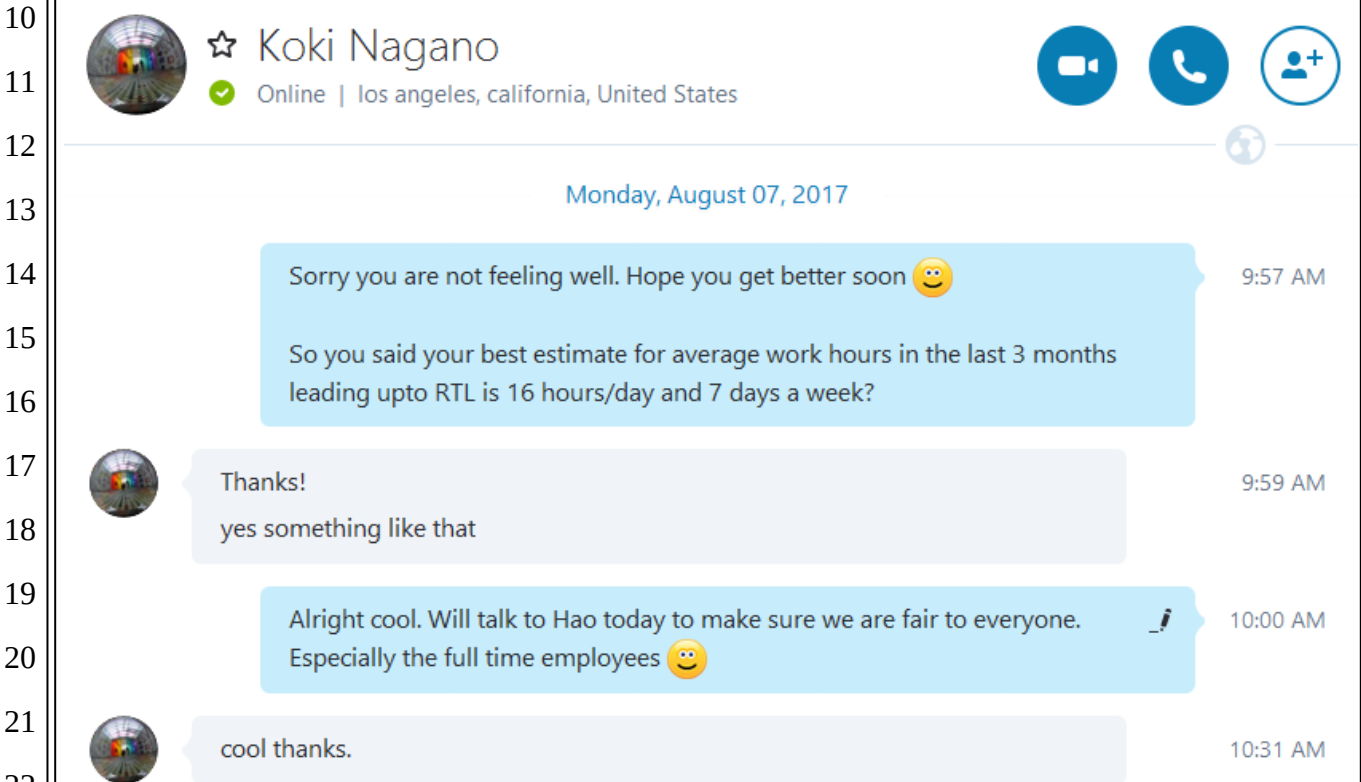 10
Koki Nagano
11
Online | los angeles, california, United States
12
13
Monday, August 07, 2017
14
Sorry you are not feeling well. Hope you get better soon
9:57 AM
15
So you said your best estimate for average work hours in the last 3 months
16
leading upto RTL is 16 hours/day and 7 days a week?
17
Thanks!
9:59 AM
18
yes something like that
19
Alright cool. Will talk to Hao today to make sure we are fair to everyone.
10:00 AM
20
Especially the full time employees
21
cool thanks.
10:31 AM